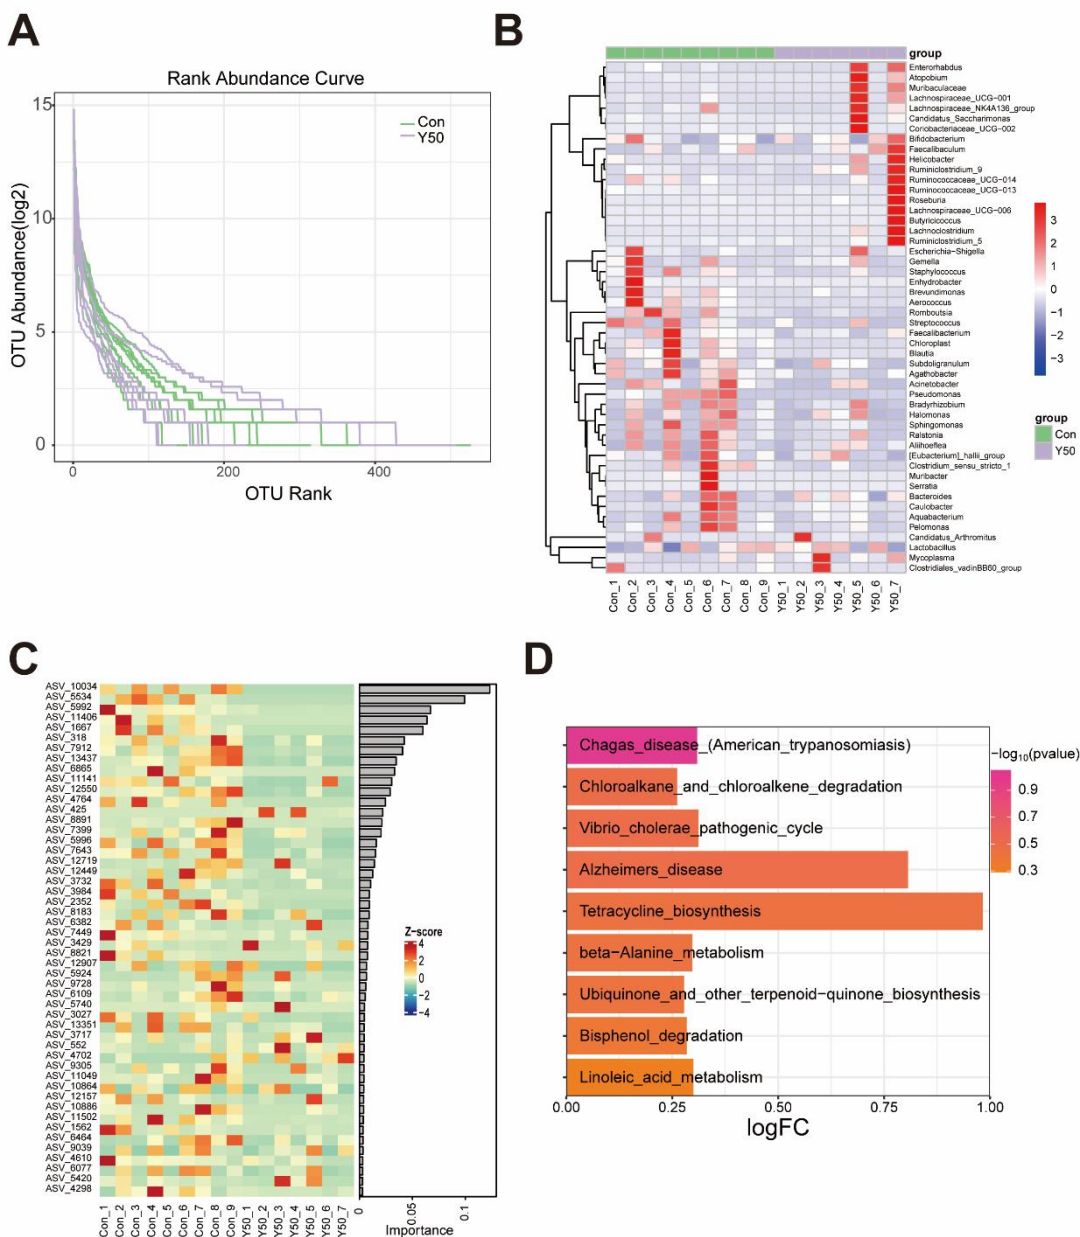 A
Rank Abundance Curve
15
10
5
0
OTU Abundance(log2)
Con
Y50
0
200
400
OTU Rank
B
group
Enterorhabdus
Atopobium
Muribaculaceae
Lachnospiraceae_UCG-001
Lachnospiraceae_NK4A136_group
Candidatus_Saccharimonas
Coriobacteriaceae_UCG-002
Bifidobacterium
Faecalibaculum
Helicobacter
Ruminiclostridium_9
Ruminococcaceae_UCG-014
Ruminococcaceae_UCG-013
Roseburia
Lachnospiraceae_UCG-006
Butyricicoccus
Lachnoclostridium
Ruminiclostridium_5
Escherichia-Shigella
Gemella
Staphylococcus
Enhydrobacter
Brevundimonas
Aerococcus
Romboutsia
Streptococcus
Faecalibacterium
Chloroplast
Blautia
Subdoligranulum
Agathobacter
Acinetobacter
Pseudomonas
Bradyrhizobium
Halomonas
Sphingomonas
Ralstonia
Aliihoeflea
[Eubacterium]_hallii_group
Clostridium_sensu_stricto_1
Muribacter
Serratia
Bacteroides
Caulobacter
Aquabacterium
Pelomonas
Candidatus_Arthromitus
Lactobacillus
Mycoplasma
Clostridiales_vadinBB60_group
Con_1
Con_2
Con_3
Con_4
Con_5
Con_6
Con_7
Con_8
Con_9
Y50_1
Y50_2
Y50_3
Y50_4
Y50_5
Y50_6
Y50_7
3
2
1
0
−1
−2
−3
group
Con
Y50
C
ASV_10034
ASV_5534
ASV_5992
ASV_11406
ASV_1667
ASV_318
ASV_7912
ASV_13437
ASV_6865
ASV_11141
ASV_12550
ASV_4764
ASV_425
ASV_8891
ASV_7399
ASV_5996
ASV_7643
ASV_12719
ASV_12449
ASV_3732
ASV_3984
ASV_2352
ASV_8183
ASV_6382
ASV_7449
ASV_3429
ASV_8821
ASV_12907
ASV_5924
ASV_9728
ASV_6109
ASV_5740
ASV_3027
ASV_13351
ASV_3717
ASV_552
ASV_4702
ASV_9305
ASV_11049
ASV_10864
ASV_12157
ASV_10886
ASV_11502
ASV_1562
ASV_6464
ASV_9039
ASV_4610
ASV_6077
ASV_5420
ASV_4298
Con_1
Con_2
Con_3
Con_4
Con_5
Con_6
Con_7
Con_8
Con_9
Y50_1
Y50_2
Y50_3
Y50_4
Y50_5
Y50_6
Y50_7
0
0.05
0.1
Importance
Z-score
4
2
0
−2
−4
D
Chagas_disease_(American_trypanosomiasis)
Chloroalkane_and_chloroalkene_degradation
Vibrio_cholerae_pathogenic_cycle
Alzheimers_disease
Tetracycline_biosynthesis
beta−Alanine_metabolism
Ubiquinone_and_other_terpenoid−quinone_biosynthesis
Bisphenol_degradation
Linoleic_acid_metabolism
0.00
0.25
0.50
0.75
1.00
logFC
−log10(pvalue)
0.9
0.7
0.5
0.3